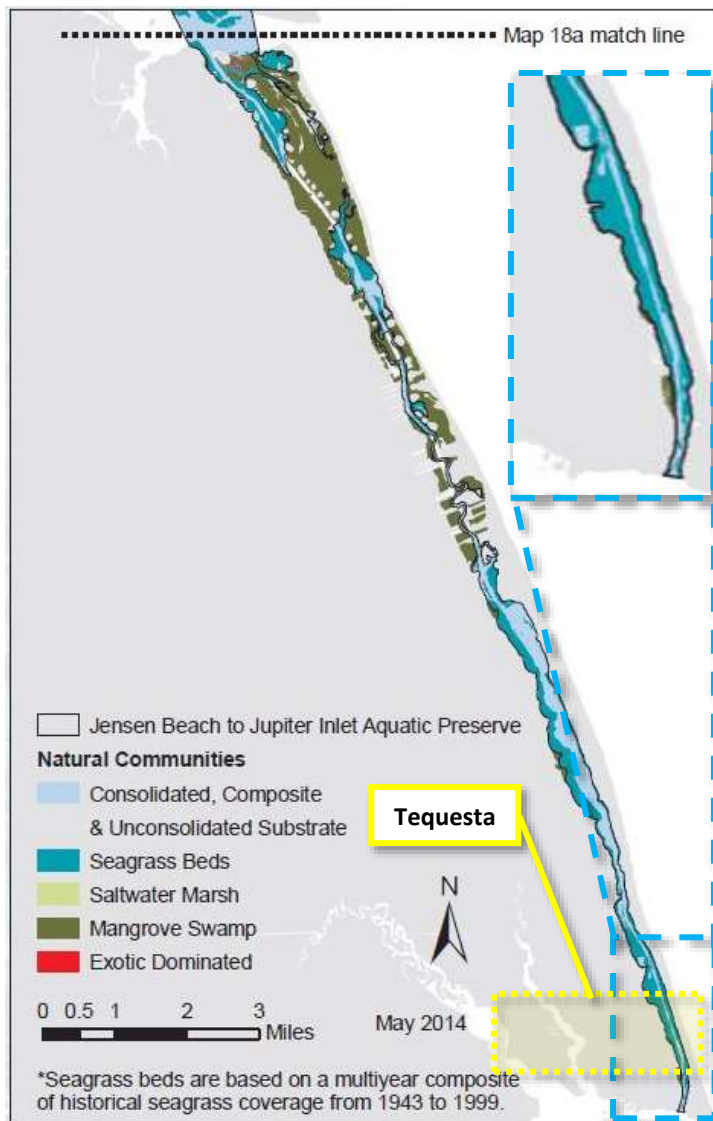 Map 18a match line
Jensen Beach to Jupiter Inlet Aquatic Preserve
Natural Communities
Consolidated, Composite
& Unconsolidated Substrate
Seagrass Beds
Saltwater Marsh
Mangrove Swamp
Exotic Dominated
Tequesta
N
0 0.5 1 2 3
Miles
May 2014
*Seagrass beds are based on a multiyear composite
of historical seagrass coverage from 1943 to 1999.